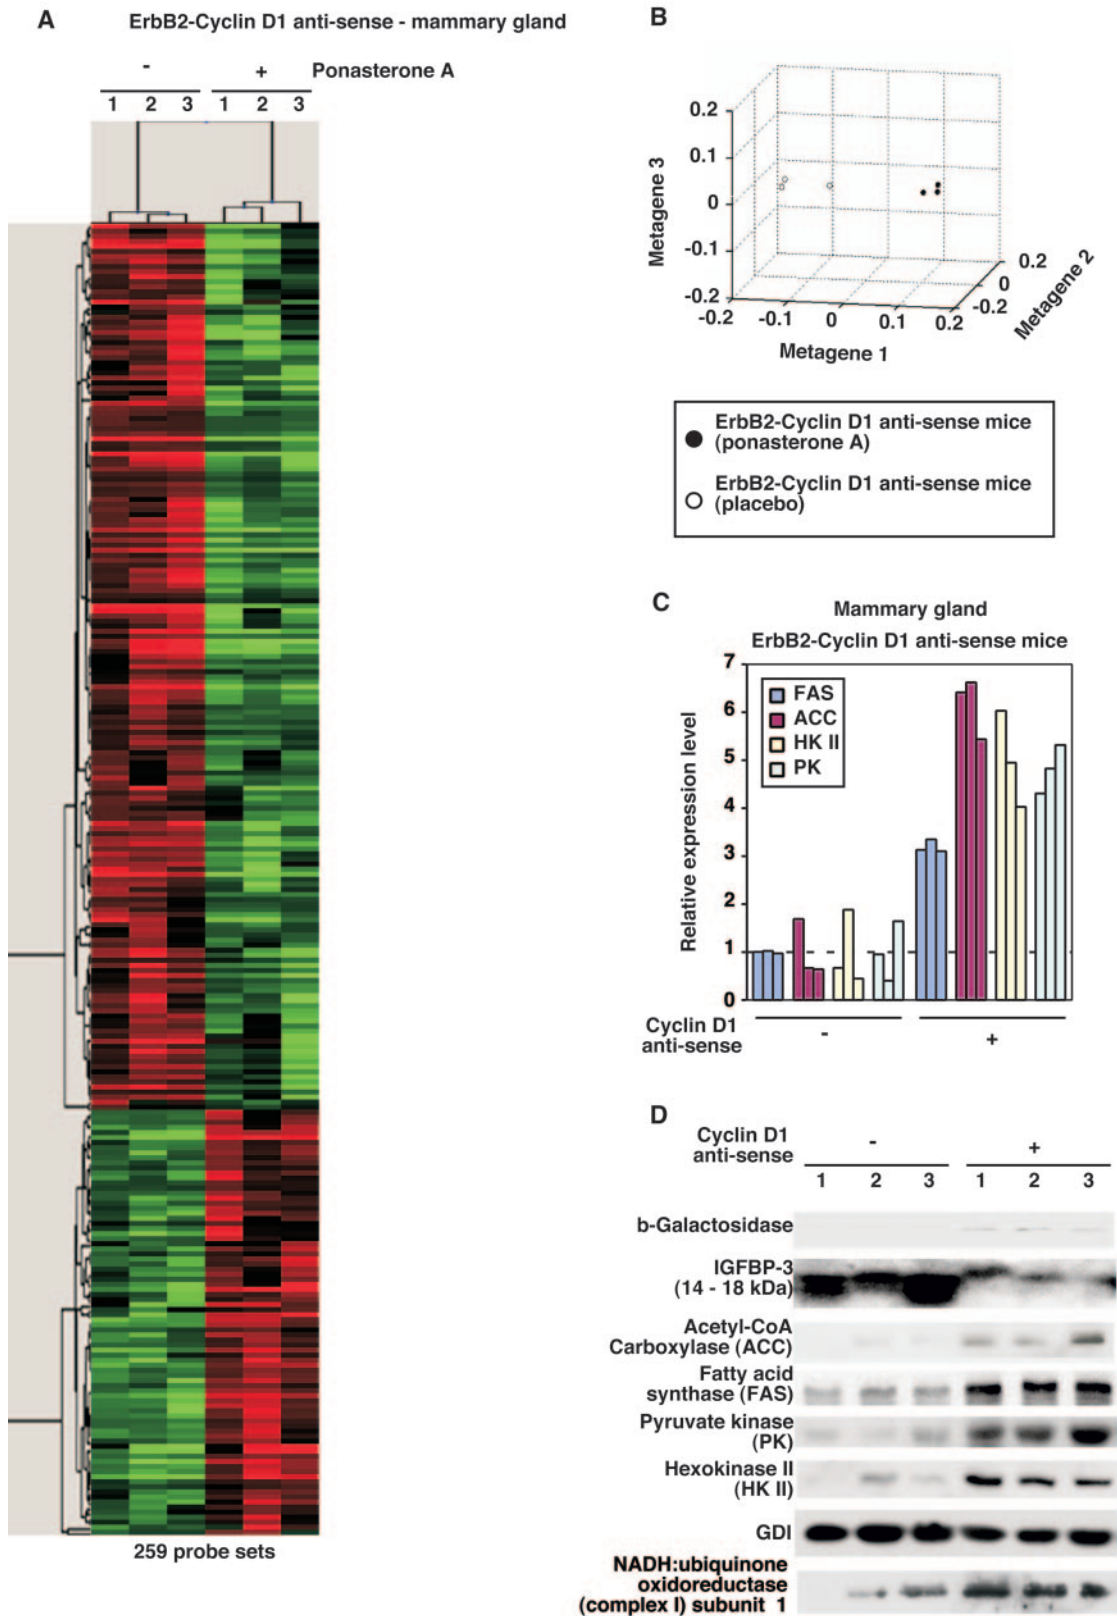 A
ErbB2-Cyclin D1 anti-sense - mammary gland
- + Ponasterone A
1 2 3 1 2 3
259 probe sets
B
0.2
0.1
0
-0.1
-0.2
Metagene 3
-0.2 -0.1 0 0.1 0.2
Metagene 1
0.2
0
-0.2
Metagene 2
ErbB2-Cyclin D1 anti-sense mice
(ponasterone A)
ErbB2-Cyclin D1 anti-sense mice
(placebo)
C
Mammary gland
ErbB2-Cyclin D1 anti-sense mice
7
6
5
4
3
2
1
0
Relative expression level
FAS
ACC
HK II
PK
Cyclin D1
anti-sense
- +
D
Cyclin D1
anti-sense
- +
1 2 3 1 2 3
b-Galactosidase
IGFBP-3
(14 - 18 kDa)
Acetyl-CoA
Carboxylase (ACC)
Fatty acid
synthase (FAS)
Pyruvate kinase
(PK)
Hexokinase II
(HK II)
GDI
NADH:ubiquinone
oxidoreductase
(complex I) subunit 1